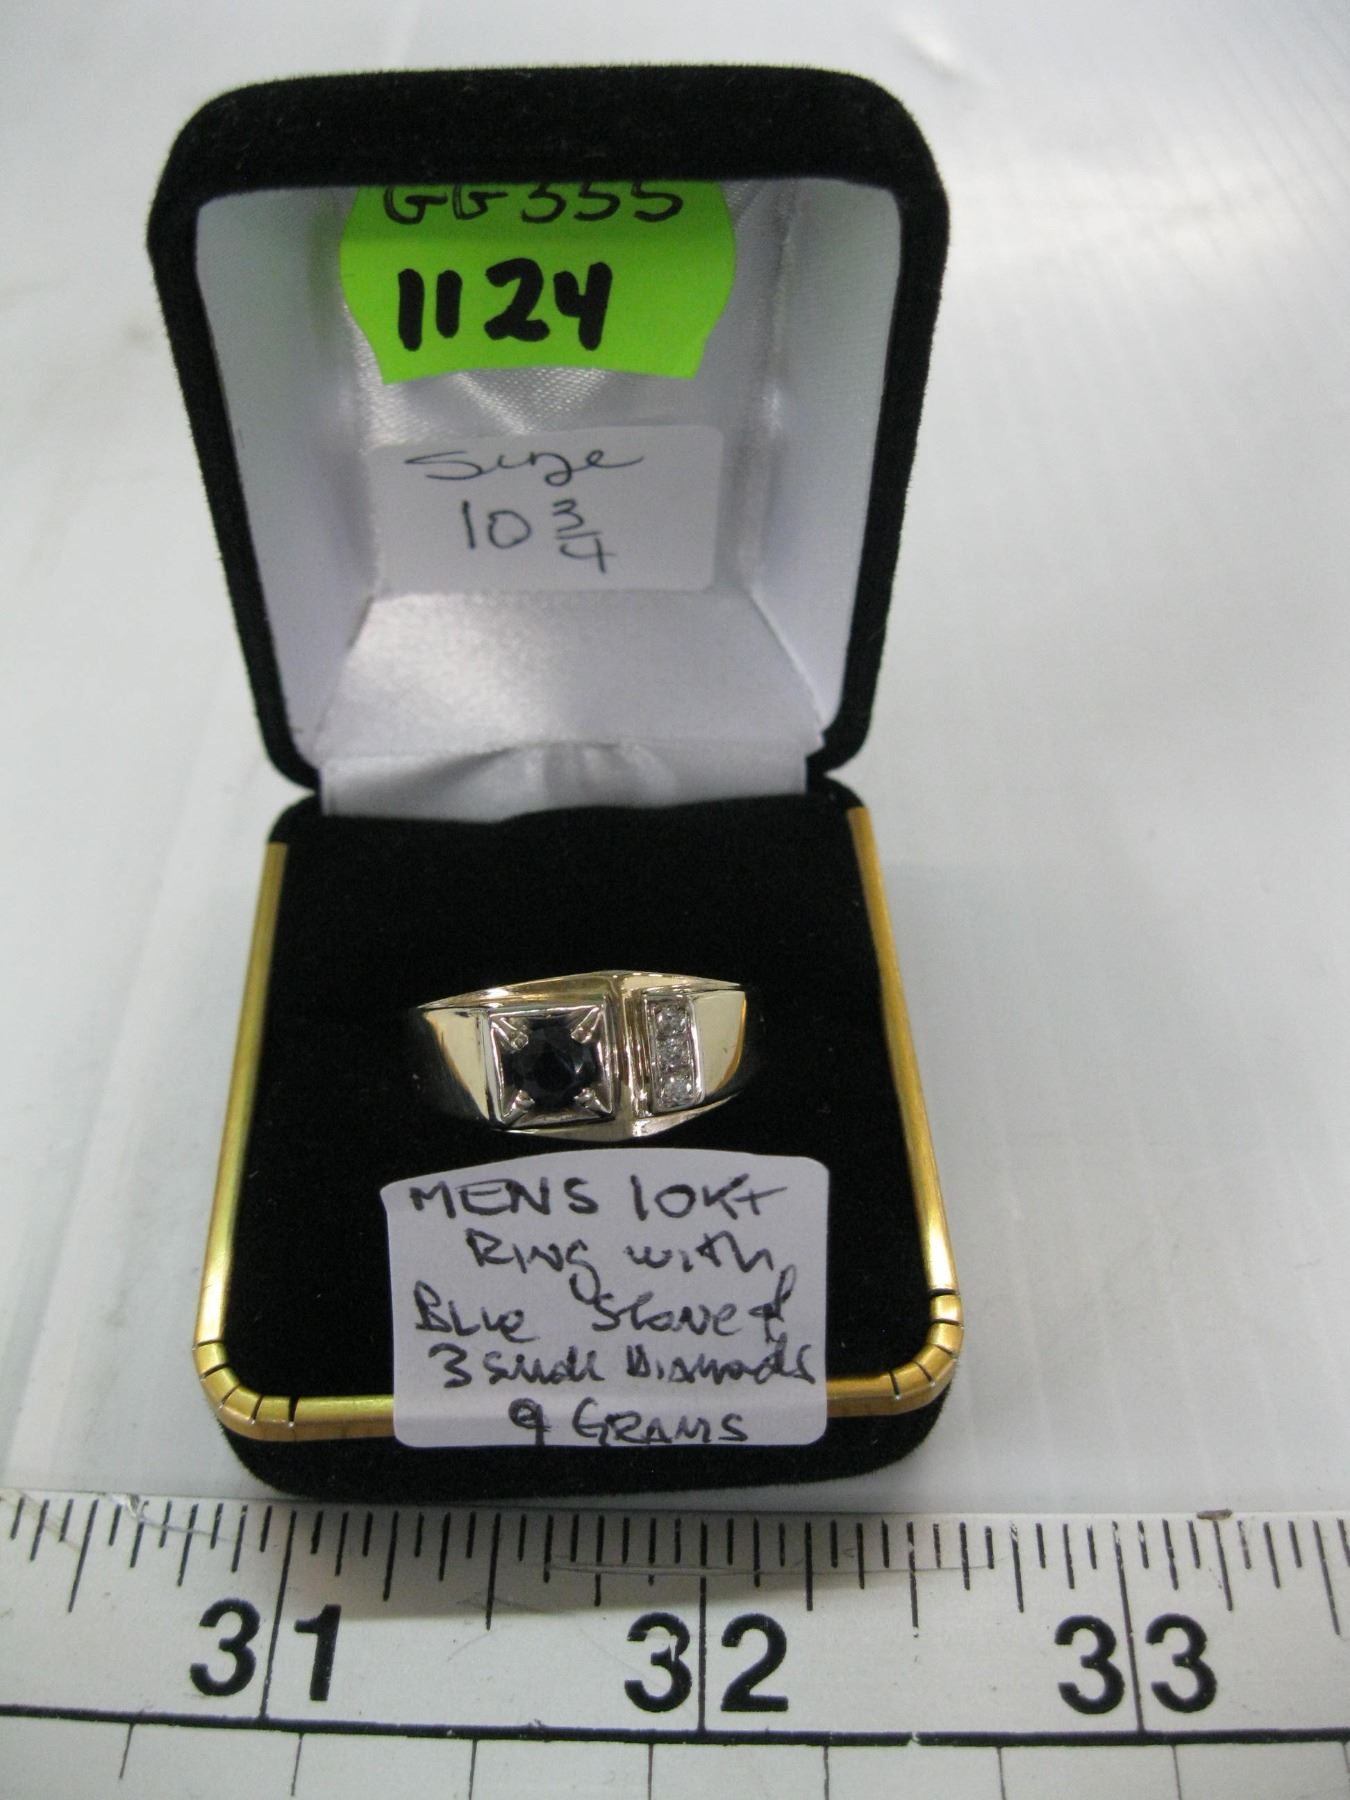 GG355
1124
Size
10 3/4
MENS 10Kt
RING with
BLUE Stone &
3 small DIAMONDS
9 GRAMS
31 32 33